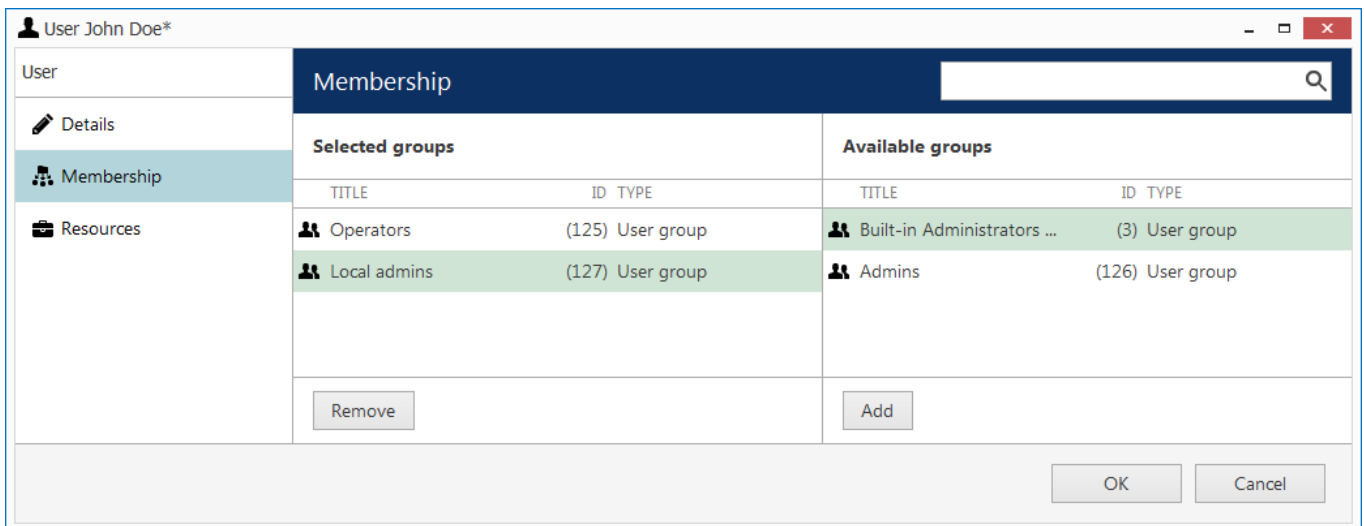 User John Doe*
User
Details
Membership
Resources
Membership
Selected groups
TITLE ID TYPE
Operators (125) User group
Local admins (127) User group
Remove
Available groups
TITLE ID TYPE
Built-in Administrators ... (3) User group
Admins (126) User group
Add
OK Cancel